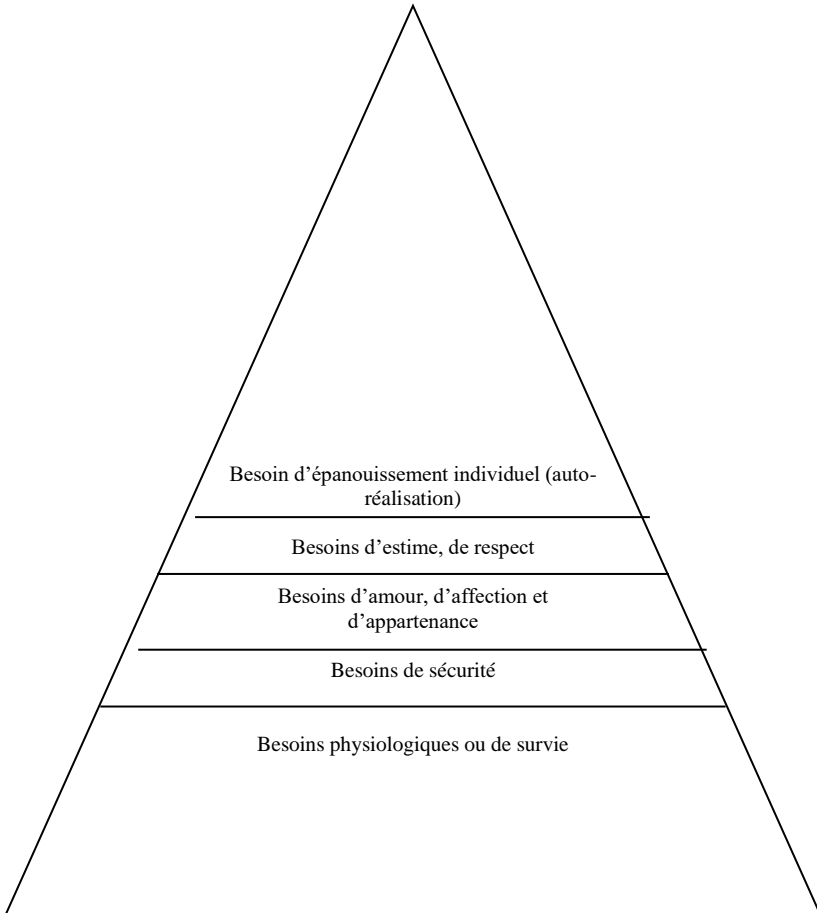 Besoin d’épanouissement individuel (auto-
réalisation)
Besoins d’estime, de respect
Besoins d’amour, d’affection et
d’appartenance
Besoins de sécurité
Besoins physiologiques ou de survie